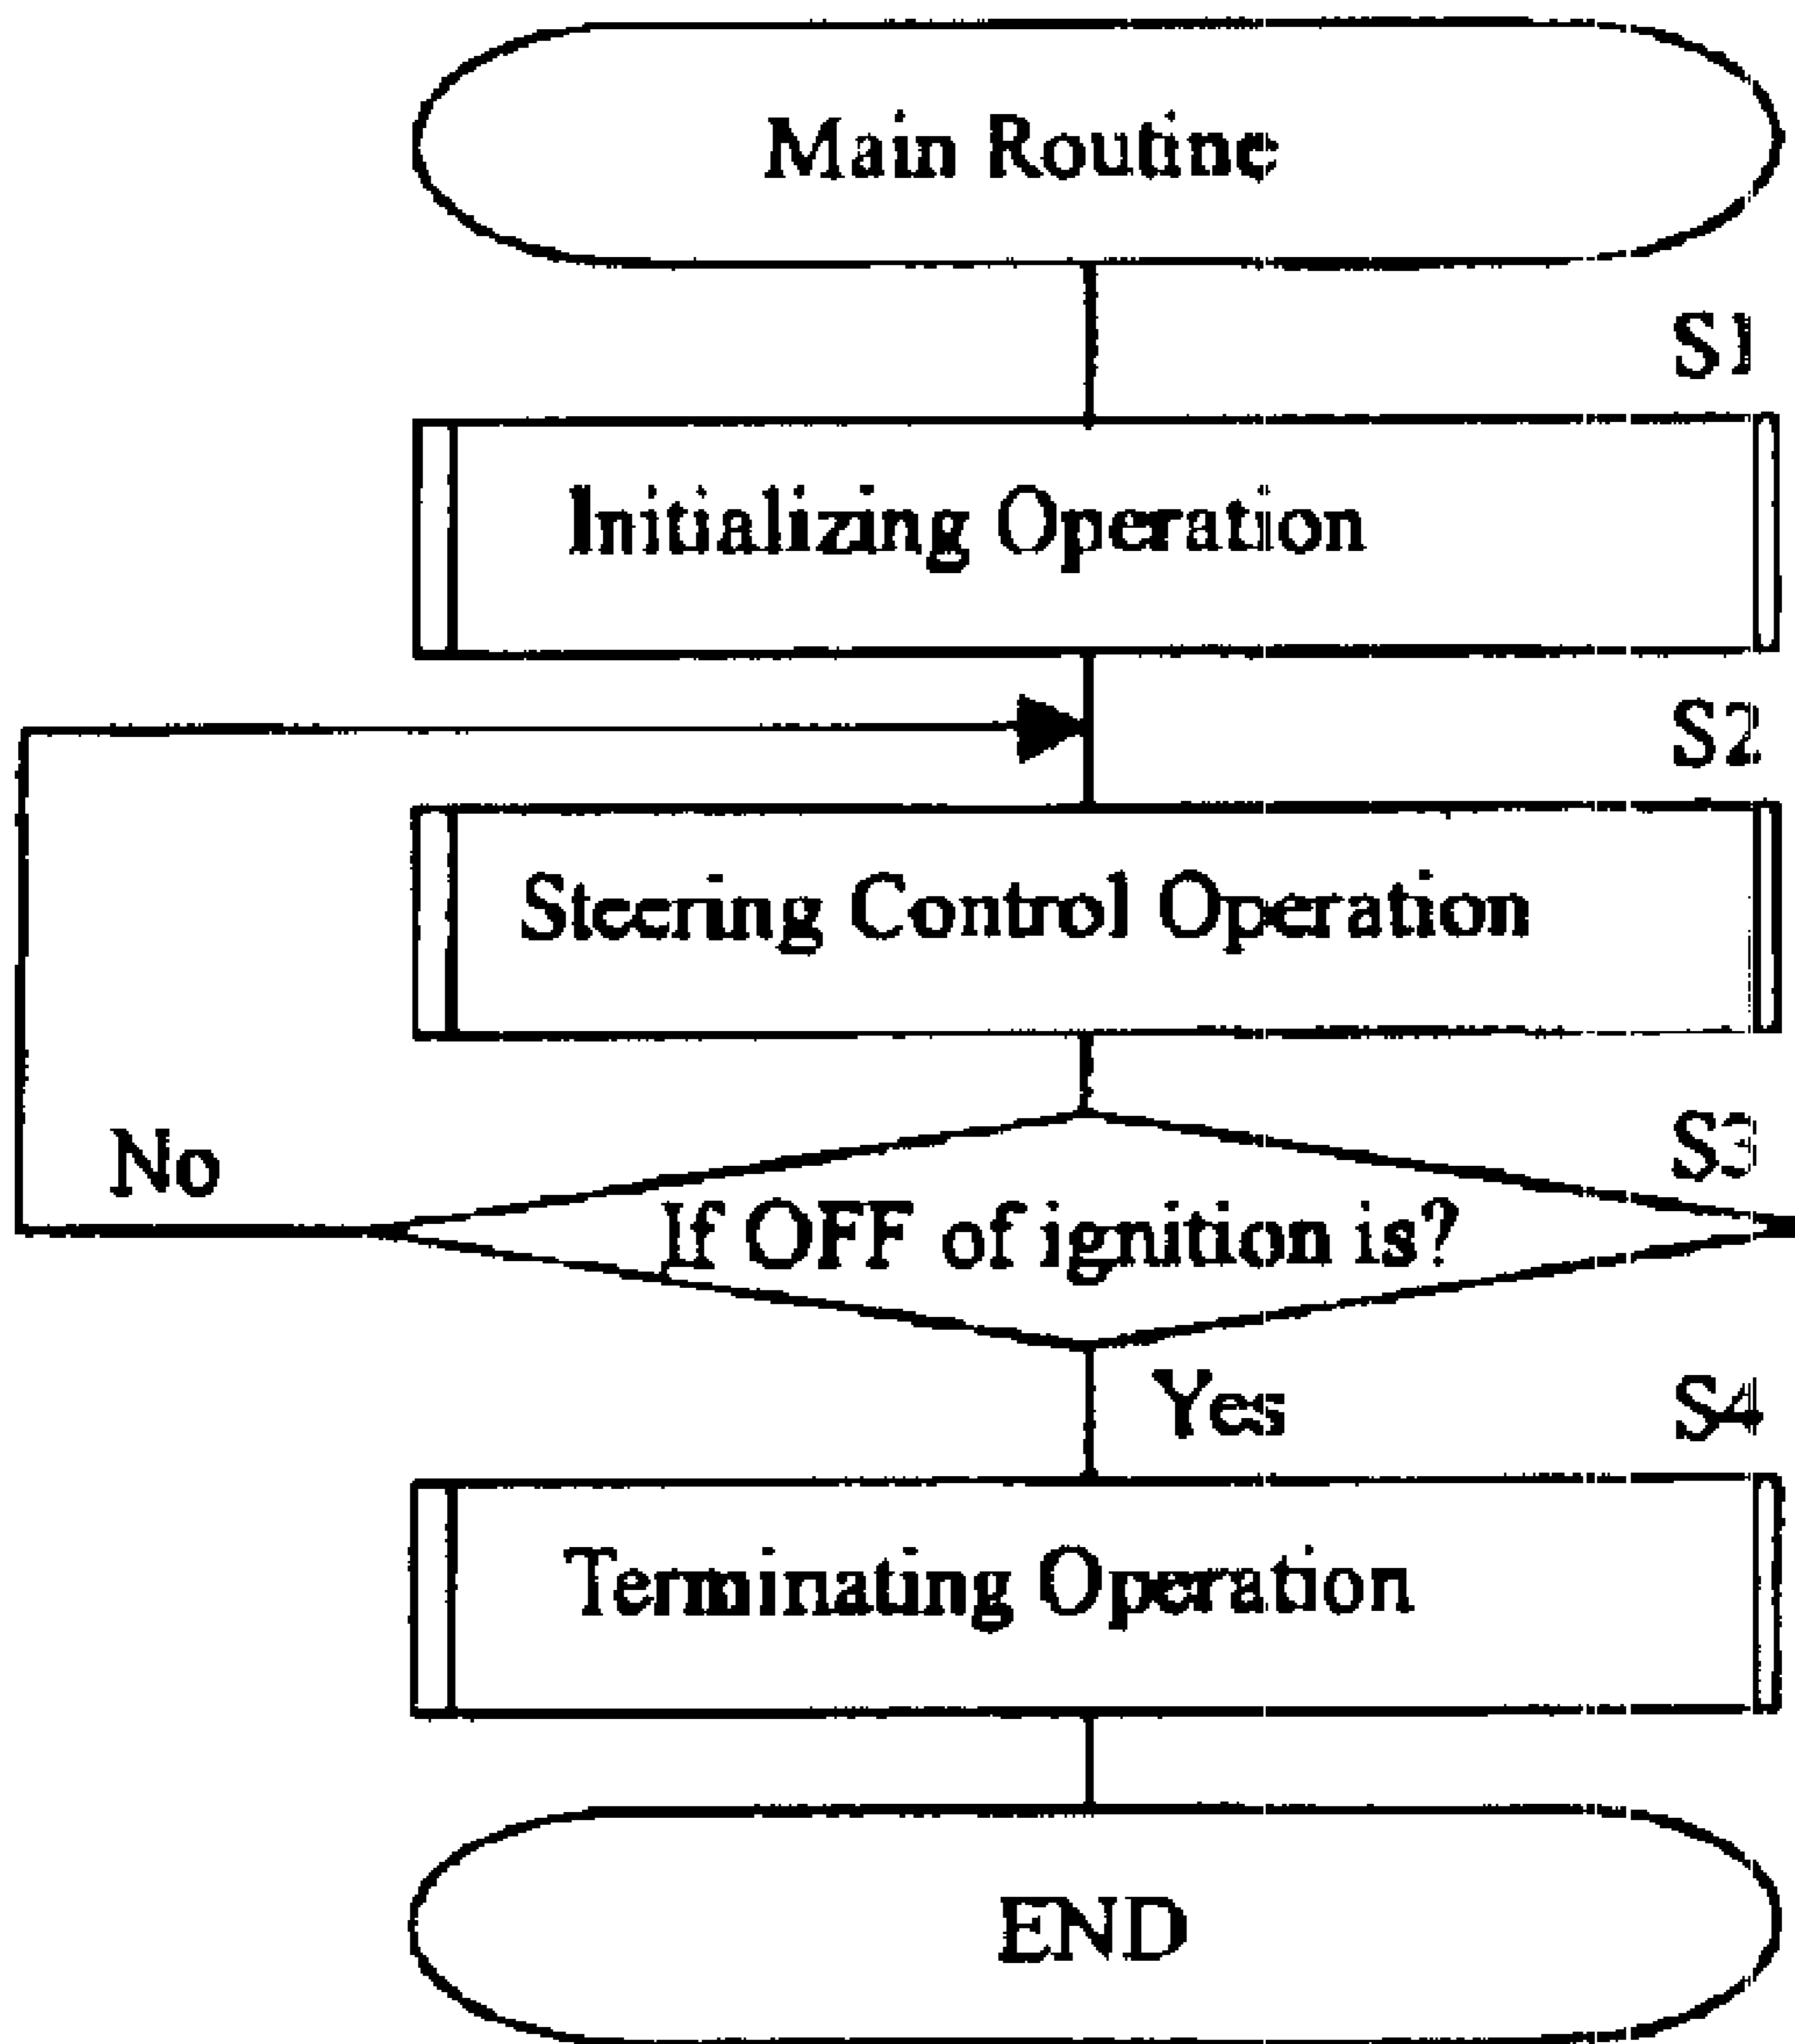 Main Routine
S1
Initializing Operation
S2
Steering Control Operation
No
S3
If OFF of ignition is?
Yes
S4
Terminating Operation
END